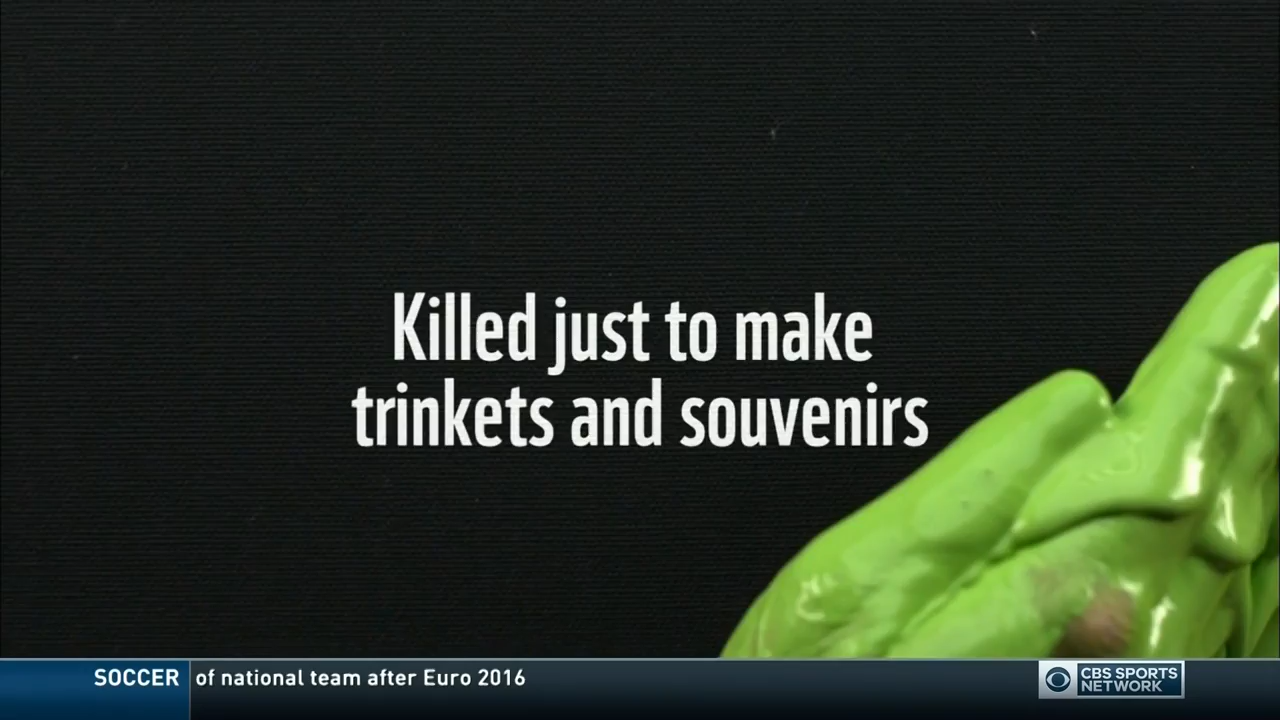 Killed just to make
trinkets and souvenirs
SOCCER of national team after Euro 2016
CBS SPORTS
NETWORK